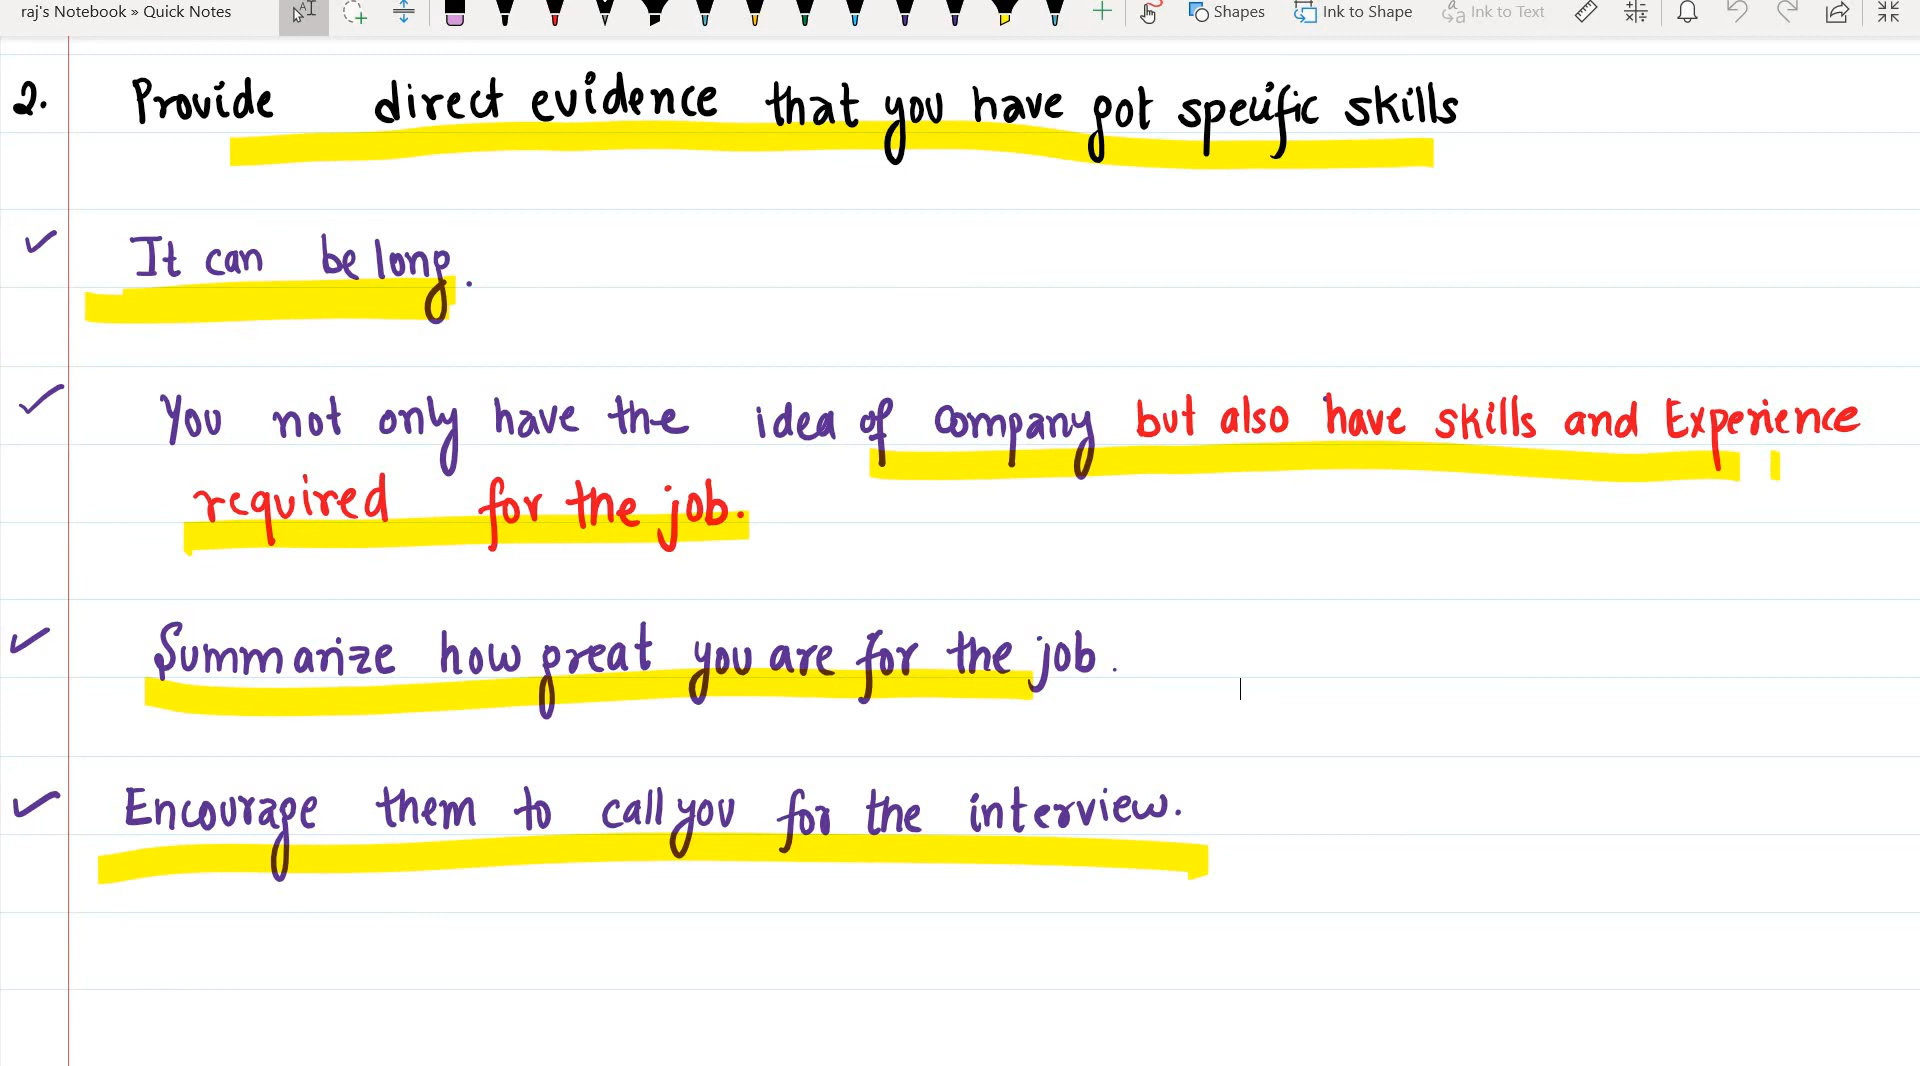 raj's Notebook » Quick Notes Shapes Ink to Shape Ink to Text
2. Provide direct evidence that you have got specific skills
It can be long.
You not only have the idea of company but also have skills and Experience
required for the job.
Summarize how great you are for the job.
Encourage them to call you for the interview.